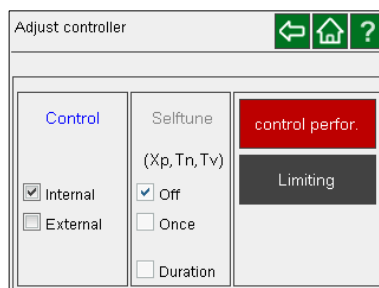 Adjust controller
?
Control
Internal
External
Selftune
(Xp,Tn,Tv)
Off
Once
Duration
control perfor.
Limiting